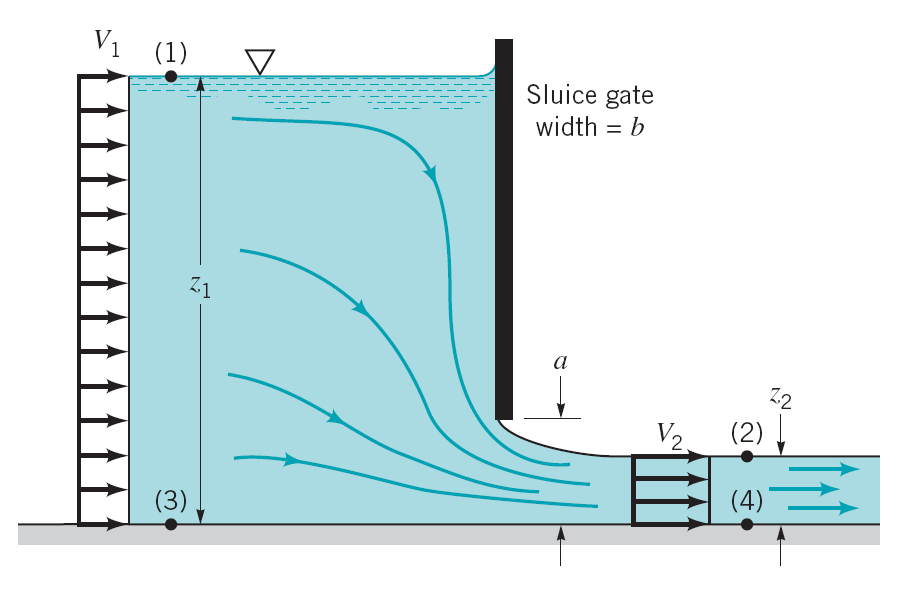 V1
(1)
Sluice gate
width = b
z1
a
z2
V2
(2)
(3)
(4)